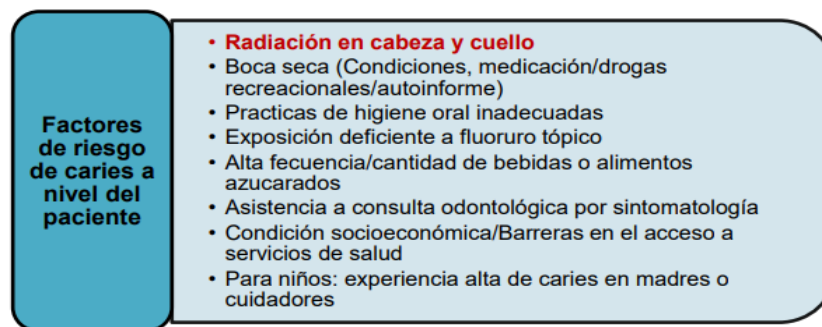 Factores
de riesgo
de caries a
nivel del
paciente
• Radiación en cabeza y cuello
• Boca seca (Condiciones, medicación/drogas
recreacionales/autoinforme)
• Practicas de higiene oral inadecuadas
• Exposición deficiente a fluoruro tópico
• Alta fecuencia/cantidad de bebidas o alimentos
azucarados
• Asistencia a consulta odontológica por sintomatología
• Condición socioeconómica/Barreras en el acceso a
servicios de salud
• Para niños: experiencia alta de caries en madres o
cuidadores